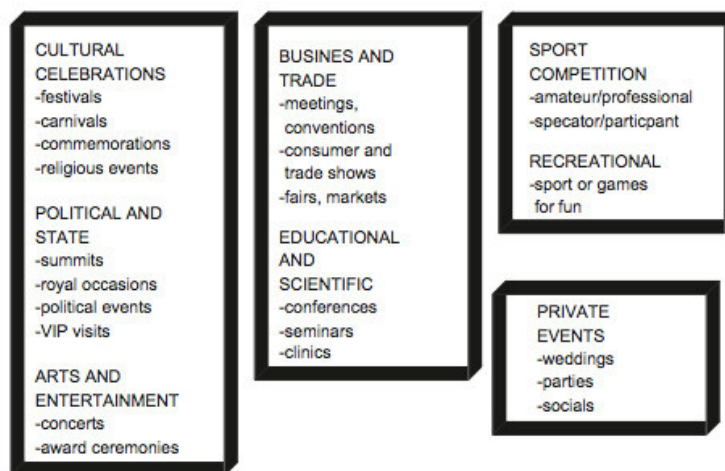 CULTURAL
CELEBRATIONS
-festivals
-carnivals
-commemorations
-religious events
POLITICAL AND
STATE
-summits
-royal occasions
-political events
-VIP visits
ARTS AND
ENTERTAINMENT
-concerts
-award ceremonies
BUSINES AND
TRADE
-meetings,
conventions
-consumer and
trade shows
-fairs, markets
EDUCATIONAL
AND
SCIENTIFIC
-conferences
-seminars
-clinics
SPORT
COMPETITION
-amateur/professional
-specator/particpant
RECREATIONAL
-sport or games
for fun
PRIVATE
EVENTS
-weddings
-parties
-socials